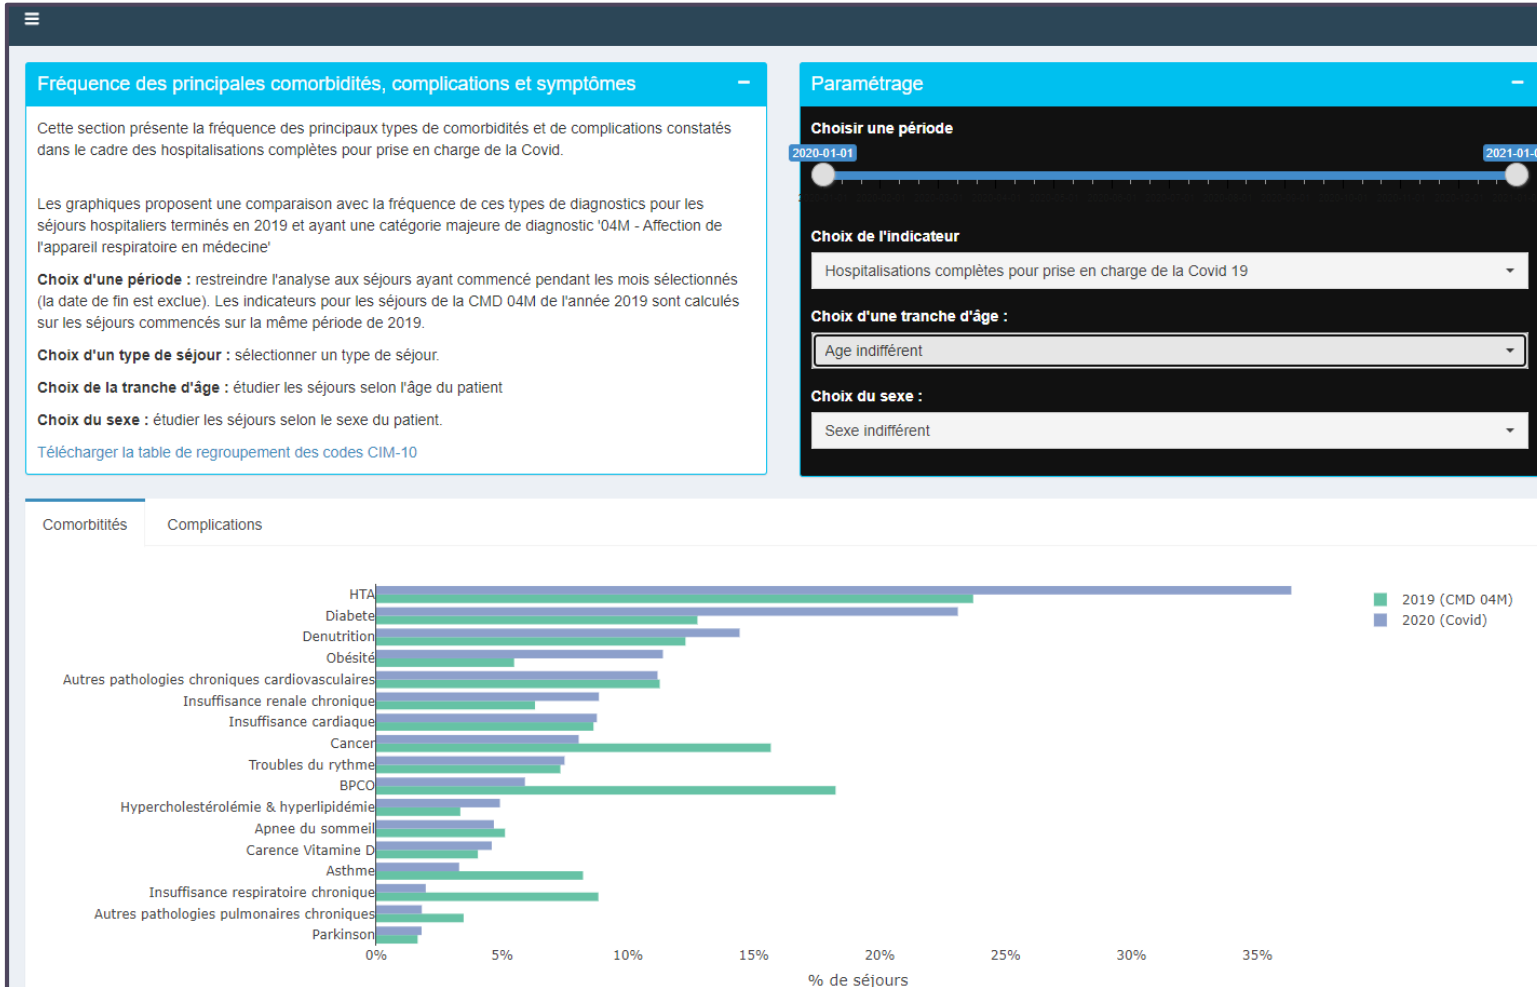 Fréquence des principales comorbidités, complications et symptômes
Cette section présente la fréquence des principaux types de comorbidités et de complications constatés
dans le cadre des hospitalisations complètes pour prise en charge de la Covid.
Les graphiques proposent une comparaison avec la fréquence de ces types de diagnostics pour les
séjours hospitaliers terminés en 2019 et ayant une catégorie majeure de diagnostic '04M - Affection de
l'appareil respiratoire en médecine'
Choix d'une période : restreindre l'analyse aux séjours ayant commencé pendant les mois sélectionnés
(la date de fin est exclue). Les indicateurs pour les séjours de la CMD 04M de l'année 2019 sont calculés
sur les séjours commencés sur la même période de 2019.
Choix d'un type de séjour : sélectionner un type de séjour.
Choix de la tranche d'âge : étudier les séjours selon l'âge du patient
Choix du sexe : étudier les séjours selon le sexe du patient.
Télécharger la table de regroupement des codes CIM-10
Paramétrage
Choisir une période
2020-01-01
2021-01-0
Choix de l'indicateur
Hospitalisations complètes pour prise en charge de la Covid 19
Choix d'une tranche d'âge :
Age indifférent
Choix du sexe :
Sexe indifférent
Comorbitités
Complications
HTA
Diabete
Denutrition
Obésité
Autres pathologies chroniques cardiovasculaires
Insuffisance renale chronique
Insuffisance cardiaque
Cancer
Troubles du rythme
BPCO
Hypercholestérolémie & hyperlipidémie
Apnee du sommeil
Carence Vitamine D
Asthme
Insuffisance respiratoire chronique
Autres pathologies pulmonaires chroniques
Parkinson
0%
5%
10%
15%
20%
25%
30%
35%
% de séjours
2019 (CMD 04M)
2020 (Covid)